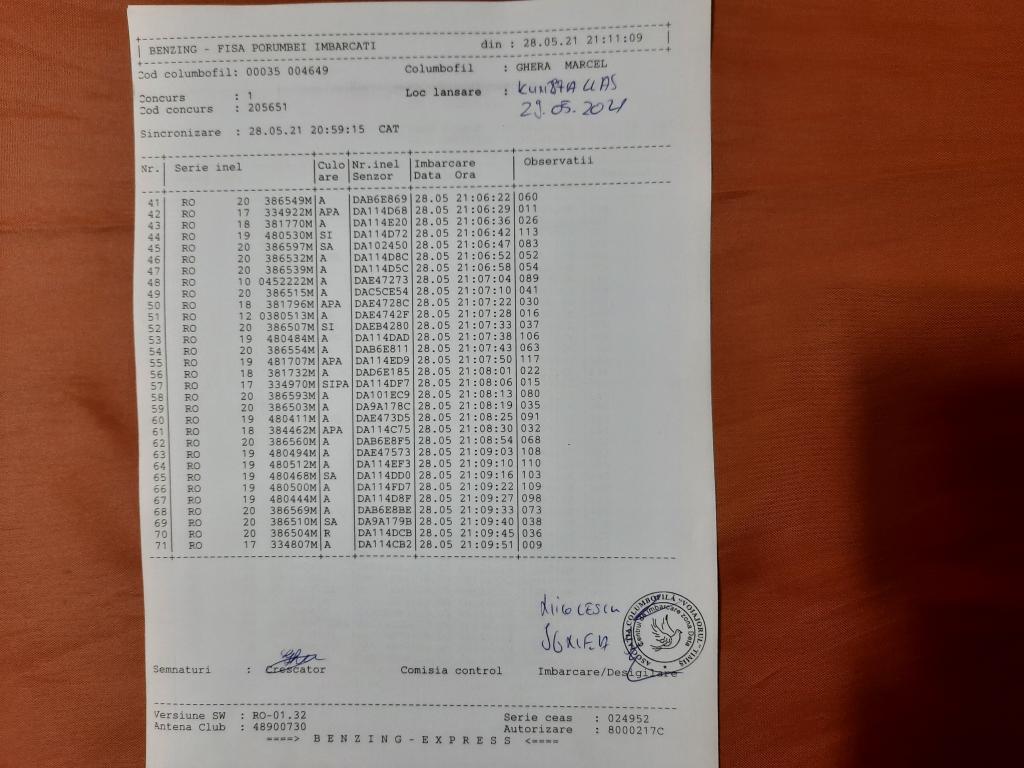 BENZING - FISA PORUMBEI IMBARCATI din : 28.05.21 21:11:09
Cod columbofil: 00035 004649 Columbofil : GHERA MARCEL
Concurs : 1 Loc lansare :
Cod concurs : 205651 29.05.2021
Sincronizare : 28.05.21 20:59:15 CAT
Nr. Serie inel Culo are Nr.inel Senzor Imbarcare Data Ora Observatii
41 RO 20 386549M A DAB6E869 28.05 21:06:22 060
42 RO 17 334922M APA DA114D68 28.05 21:06:29 011
43 RO 18 381770M A DA114E20 28.05 21:06:36 026
44 RO 19 480530M SI DA114D72 28.05 21:06:42 113
45 RO 20 386597M SA DA102450 28.05 21:06:47 083
46 RO 20 386532M A DA114D8C 28.05 21:06:52 052
47 RO 20 386539M A DA114D5C 28.05 21:06:58 054
48 RO 10 0452222M A DAE47273 28.05 21:07:04 089
49 RO 20 386515M A DAC5CE54 28.05 21:07:10 041
50 RO 18 381796M APA DAE4728C 28.05 21:07:22 030
51 RO 12 0380513M A DAE4742F 28.05 21:07:28 016
52 RO 20 386507M SI DAEB4280 28.05 21:07:33 037
53 RO 19 480484M A DA114DAD 28.05 21:07:38 106
54 RO 20 386554M A DAB6E811 28.05 21:07:43 063
55 RO 19 481707M APA DA114ED9 28.05 21:07:50 117
56 RO 18 381732M A DAD6E185 28.05 21:08:01 022
57 RO 17 334970M SIPA DA114DF7 28.05 21:08:06 015
58 RO 20 386593M A DA101EC9 28.05 21:08:13 080
59 RO 20 386503M A DA9A178C 28.05 21:08:19 035
60 RO 19 480411M A DAE473D5 28.05 21:08:25 091
61 RO 18 384462M APA DA114C75 28.05 21:08:30 032
62 RO 20 386560M A DAB6E8F5 28.05 21:08:54 068
63 RO 19 480494M A DAE47573 28.05 21:09:03 108
64 RO 19 480512M A DA114EF3 28.05 21:09:10 110
65 RO 19 480468M SA DA114DD0 28.05 21:09:16 103
66 RO 19 480500M A DA114FD7 28.05 21:09:22 109
67 RO 19 480444M A DA114D8F 28.05 21:09:27 098
68 RO 20 386569M A DAB6E8BE 28.05 21:09:33 073
69 RO 20 386510M SA DA9A179B 28.05 21:09:40 038
70 RO 20 386504M R DA114DCB 28.05 21:09:45 036
71 RO 17 334807M A DA114CB2 28.05 21:09:51 009
ASOCIATIA COLUMBOFILĂ "VOIAJORUL" TIMIȘ
Centrul de Imbarcare Zona Deta
Semnaturi : Crescator Comisia control Imbarcare/Desigilare
Versiune SW : RO-01.32 Serie ceas : 024952
Antena Club : 48900730 Autorizare : 8000217C
====> BENZING-EXPRESS <====